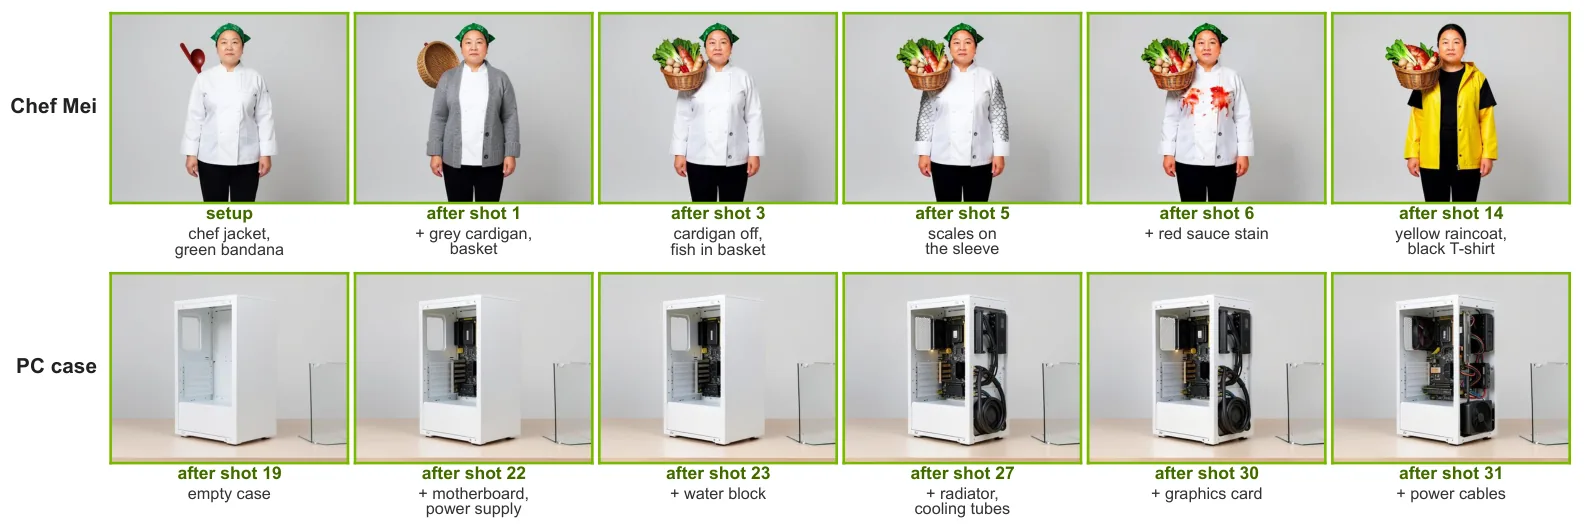 Chef Mei
setup
chef jacket,
green bandana
after shot 1
+ grey cardigan,
basket
after shot 3
cardigan off,
fish in basket
after shot 5
scales on
the sleeve
after shot 6
+ red sauce stain
after shot 14
yellow raincoat,
black T-shirt
PC case
after shot 19
empty case
after shot 22
+ motherboard,
power supply
after shot 23
+ water block
after shot 27
+ radiator,
cooling tubes
after shot 30
+ graphics card
after shot 31
+ power cables